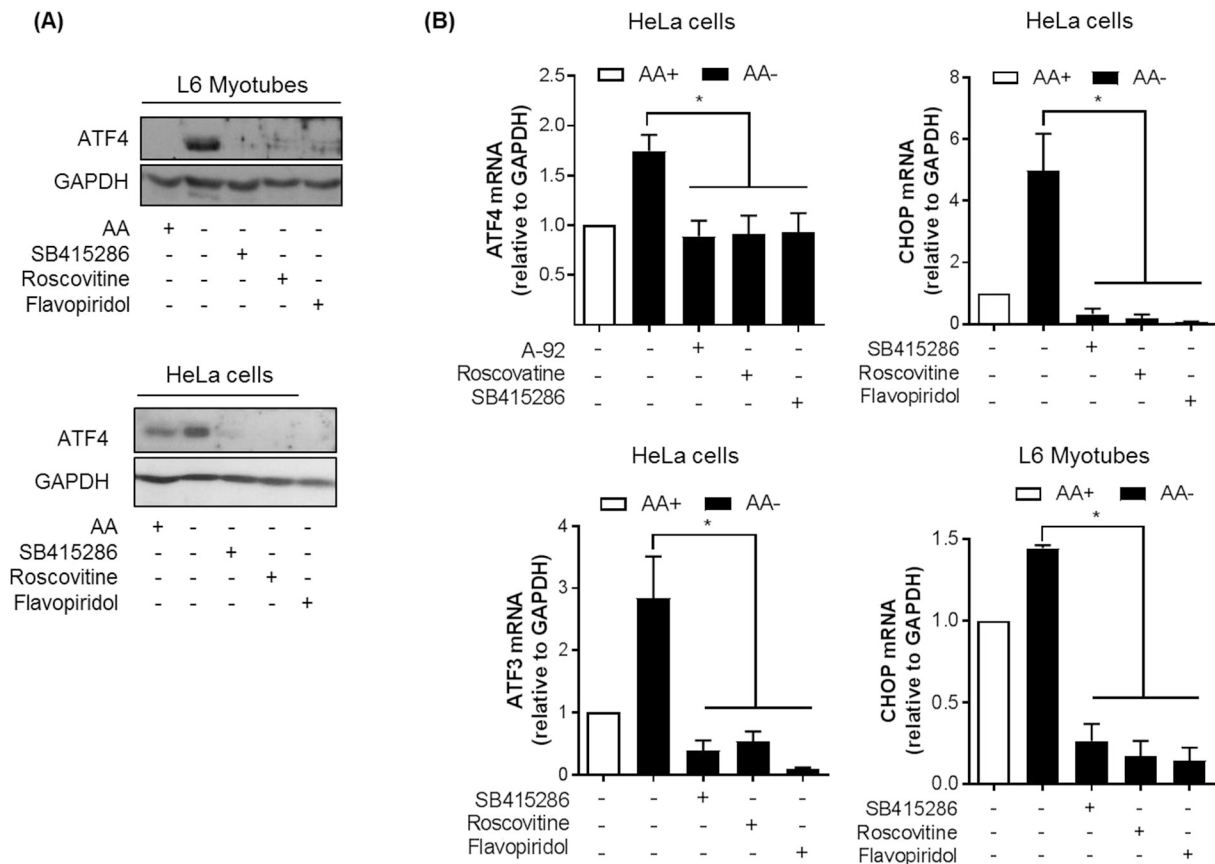 (A)
L6 Myotubes
ATF4
GAPDH
AA + - - - -
SB415286 - - + - -
Roscovitine - - - + -
Flavopiridol - - - - +
HeLa cells
ATF4
GAPDH
AA + - - - -
SB415286 - - + - -
Roscovitine - - - + -
Flavopiridol - - - - +
(B)
HeLa cells
AA+ AA-
ATF4 mRNA
(relative to GAPDH)
2.5
2.0
1.5
1.0
0.5
*
A-92 - - + - -
Roscovatine - - - + -
SB415286 - - - - +
HeLa cells
AA+ AA-
CHOP mRNA
(relative to GAPDH)
8
6
4
2
0
*
SB415286 - - + - -
Roscovitine - - - + -
Flavopiridol - - - - +
HeLa cells
AA+ AA-
ATF3 mRNA
(relative to GAPDH)
4
3
2
1
0
*
SB415286 - - + - -
Roscovitine - - - + -
Flavopiridol - - - - +
L6 Myotubes
AA+ AA-
CHOP mRNA
(relative to GAPDH)
1.5
1.0
0.5
0.0
*
SB415286 - - + - -
Roscovitine - - - + -
Flavopiridol - - - - +